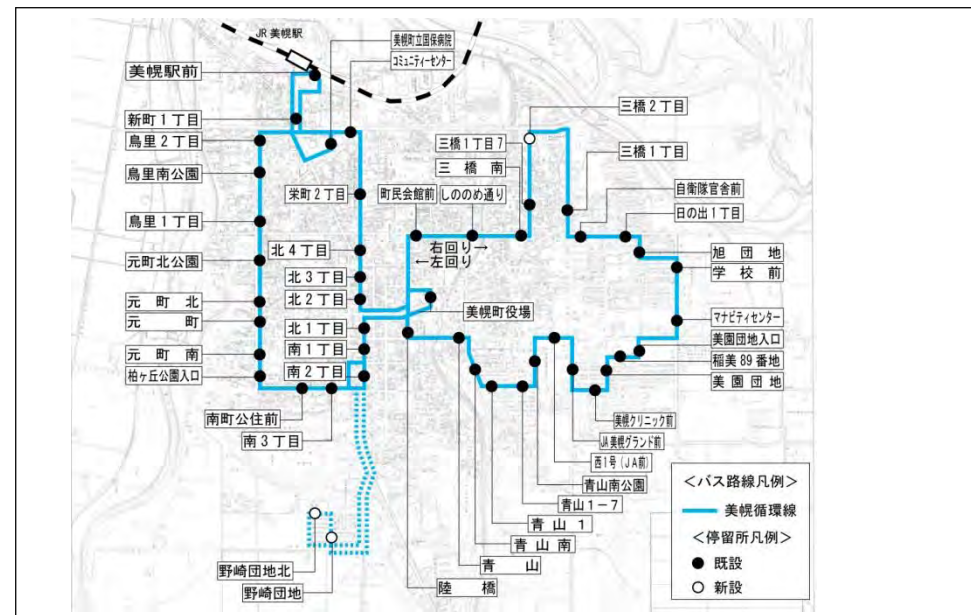 JR 美幌駅
美幌町立国保病院
コミュニティーセンター
美幌駅前
新町1丁目
鳥里2丁目
鳥里南公園
鳥里1丁目
元町北公園
元町北
元町
元町南
柏ヶ丘公園入口
南町公住前
南3丁目
栄町2丁目
北4丁目
北3丁目
北2丁目
北1丁目
南1丁目
南2丁目
野崎団地北
野崎団地
町民会館前
しののめ通り
右回り→
←左回り
美幌町役場
三橋2丁目
三橋1丁目7
三橋南
三橋1丁目
自衛隊官舎前
日の出1丁目
旭団地
学校前
マナビティセンター
美園団地入口
稲美89番地
美園団地
美幌クリニック前
JA美幌グランド前
西1号(JA前)
青山南公園
青山1-7
青山1
青山南
青山
陸橋
<バス路線凡例>
美幌循環線
<停留所凡例>
既設
新設